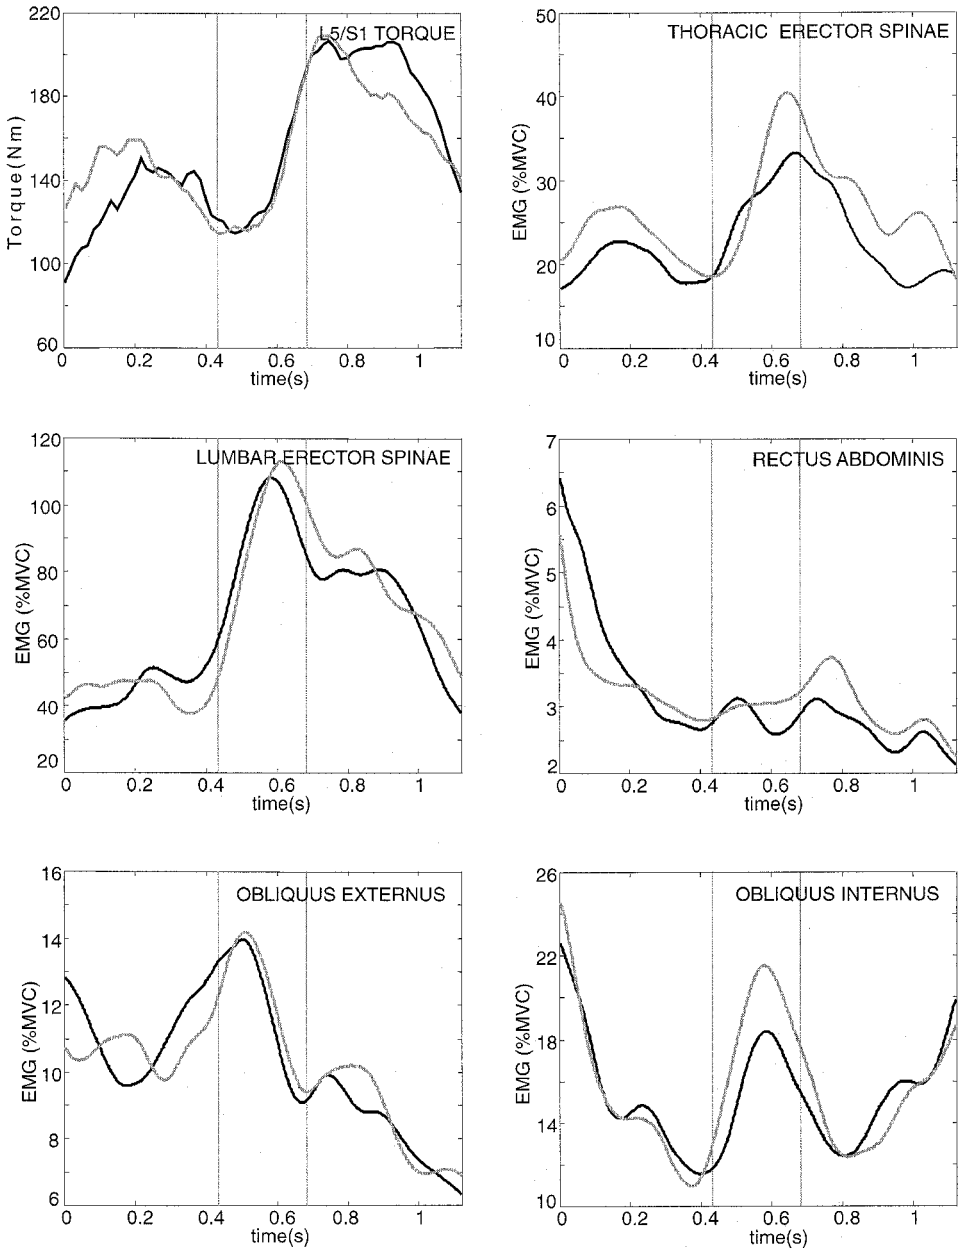 L5/S1 TORQUE
Torque(Nm)
220
180
140
100
60
0 0.2 0.4 0.6 0.8 1
time(s)
THORACIC ERECTOR SPINAE
EMG (%MVC)
50
40
30
20
10
0 0.2 0.4 0.6 0.8 1
time(s)
LUMBAR ERECTOR SPINAE
EMG (%MVC)
120
100
80
60
40
20
0 0.2 0.4 0.6 0.8 1
time(s)
RECTUS ABDOMINIS
EMG (%MVC)
7
6
5
4
3
2
0 0.2 0.4 0.6 0.8 1
time(s)
OBLIQUUS EXTERNUS
EMG (%MVC)
16
14
12
10
8
6
0 0.2 0.4 0.6 0.8 1
time(s)
OBLIQUUS INTERNUS
EMG (%MVC)
26
22
18
14
10
0 0.2 0.4 0.6 0.8 1
time(s)